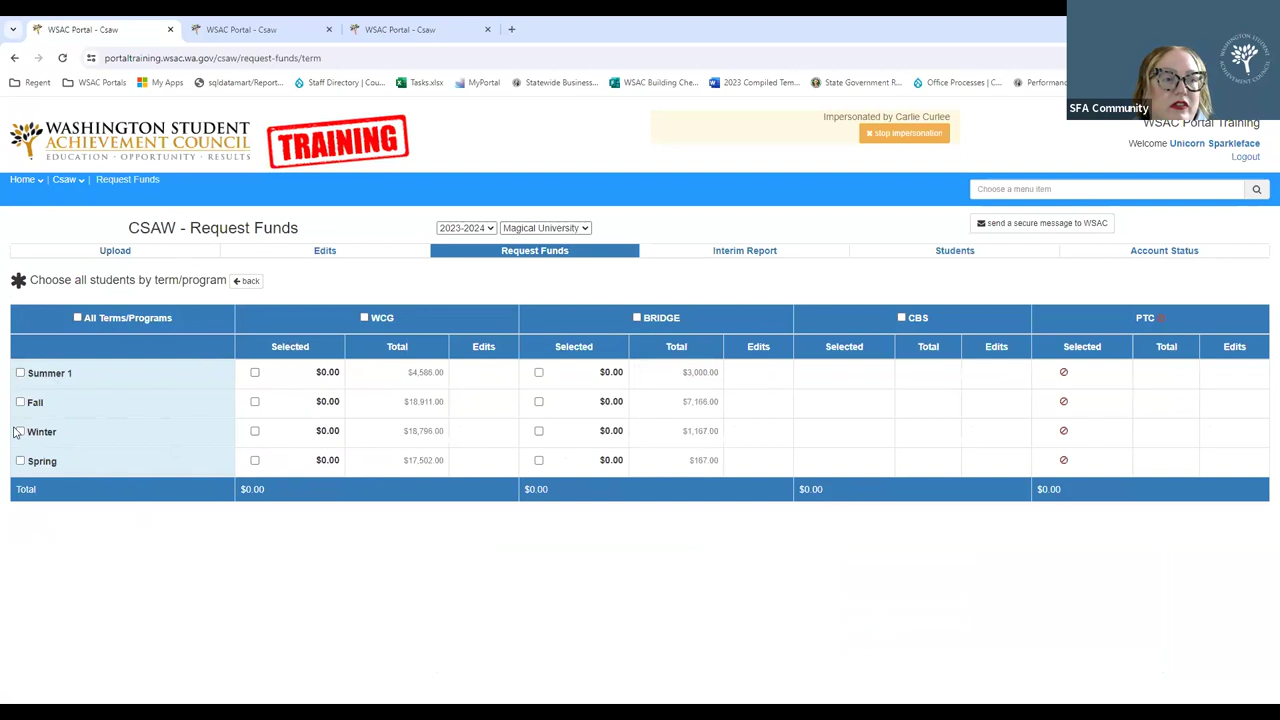 WSAC Portal - Csaw
WSAC Portal - Csaw
WSAC Portal - Csaw
portaltraining.wsac.wa.gov/csaw/request-funds/term
Regent
WSAC Portals
My Apps
sqldatamart/Report...
Staff Directory | Cou...
Tasks.xlsx
MyPortal
Statewide Business...
WSAC Building Che...
2023 Compiled Tem...
State Government R...
Office Processes | C...
Performanc
SFA Community
WASHINGTON STUDENT
ACHIEVEMENT COUNCIL
EDUCATION · OPPORTUNITY · RESULTS
TRAINING
Impersonated by Carlie Curlee
stop impersonation
WSAC Portal Training
Welcome Unicorn Sparkleface
Logout
Home | Csaw | Request Funds
Choose a menu item
CSAW - Request Funds
2023-2024
Magical University
send a secure message to WSAC
Upload Edits Request Funds Interim Report Students Account Status
Choose all students by term/program back
All Terms/Programs WCG BRIDGE CBS PTC
Selected Total Edits Selected Total Edits Selected Total Edits Selected Total Edits
Summer 1 $0.00 $4,586.00 $0.00 $3,000.00
Fall $0.00 $18,911.00 $0.00 $7,166.00
Winter $0.00 $18,796.00 $0.00 $1,167.00
Spring $0.00 $17,502.00 $0.00 $167.00
Total $0.00 $0.00 $0.00 $0.00